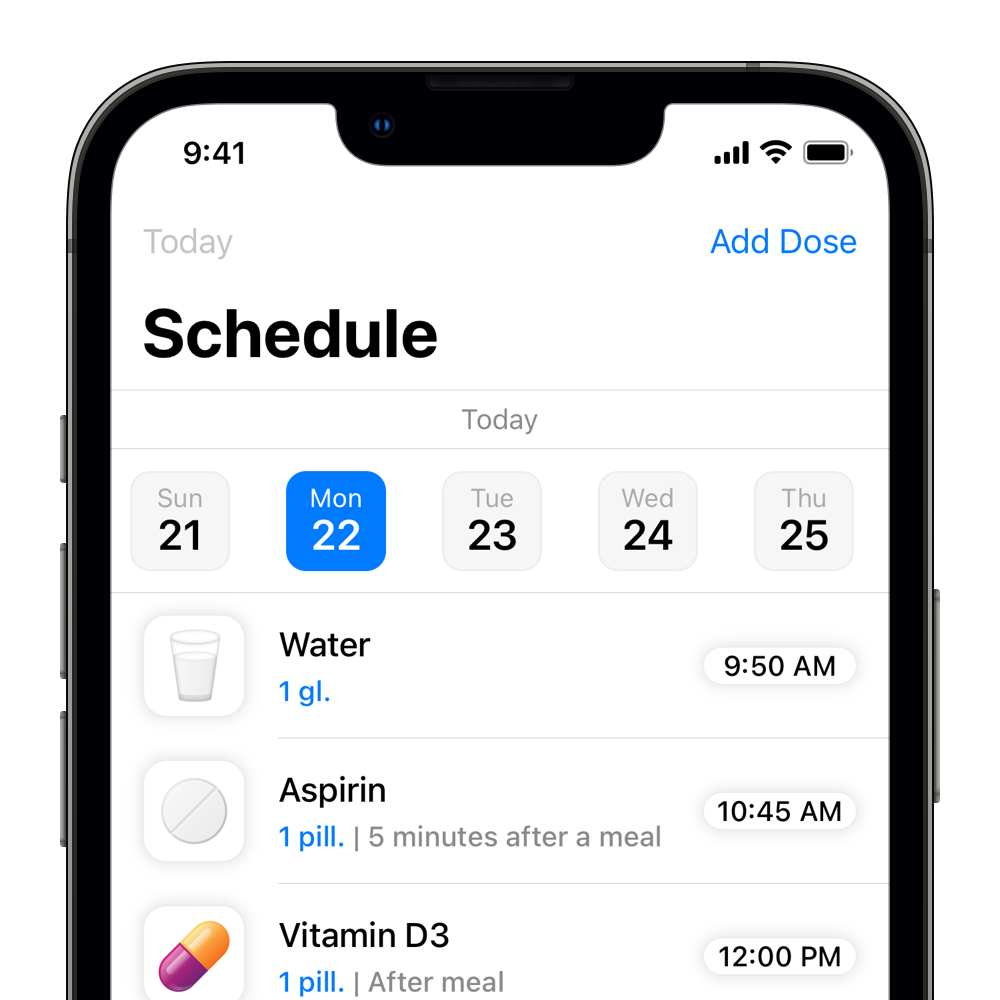 9:41
Today
Add Dose
Schedule
Today
Sun Mon Tue Wed Thu
21 22 23 24 25
Water
1 gl.
9:50 AM
Aspirin
1 pill. | 5 minutes after a meal
10:45 AM
Vitamin D3
1 pill. | After meal
12:00 PM